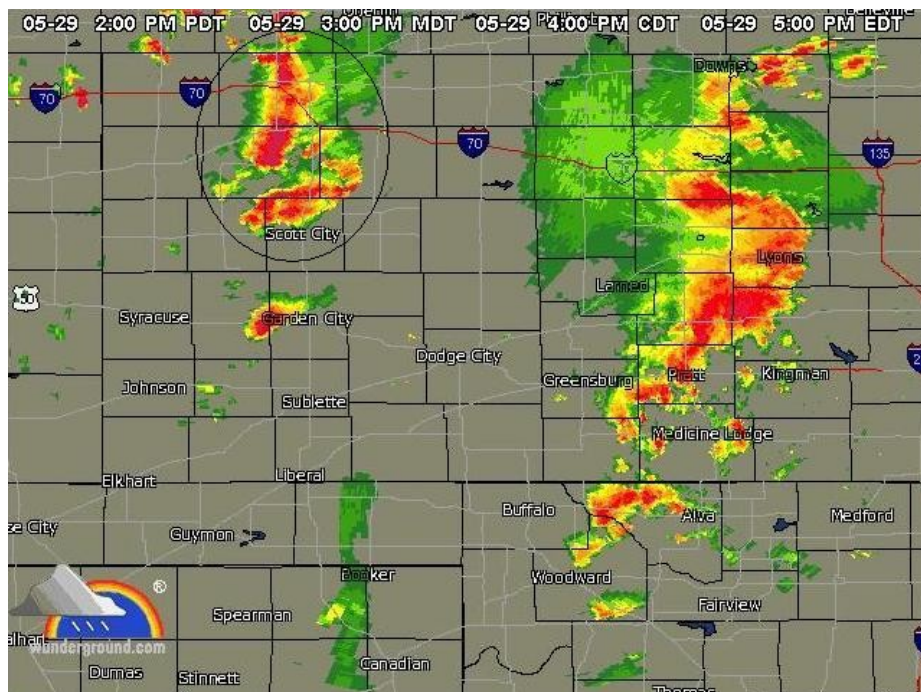 05-29 2:00 PM PDT 05-29 3:00 PM MDT 05-29 4:00 PM CDT 05-29 5:00 PM EDT
Downs
70
70
70
135
Scott City
Lyons
Larned
50
Syracuse
Garden City
Dodge City
Johnson
Sublette
Greensburg
Pratt
Kingman
Medicine Lodge
Elkhart
Liberal
Buffalo
Alva
Medford
Guymon
Booker
Woodward
Spearman
Fairview
®
wunderground.com
Canadian
Dumas
Stinnett